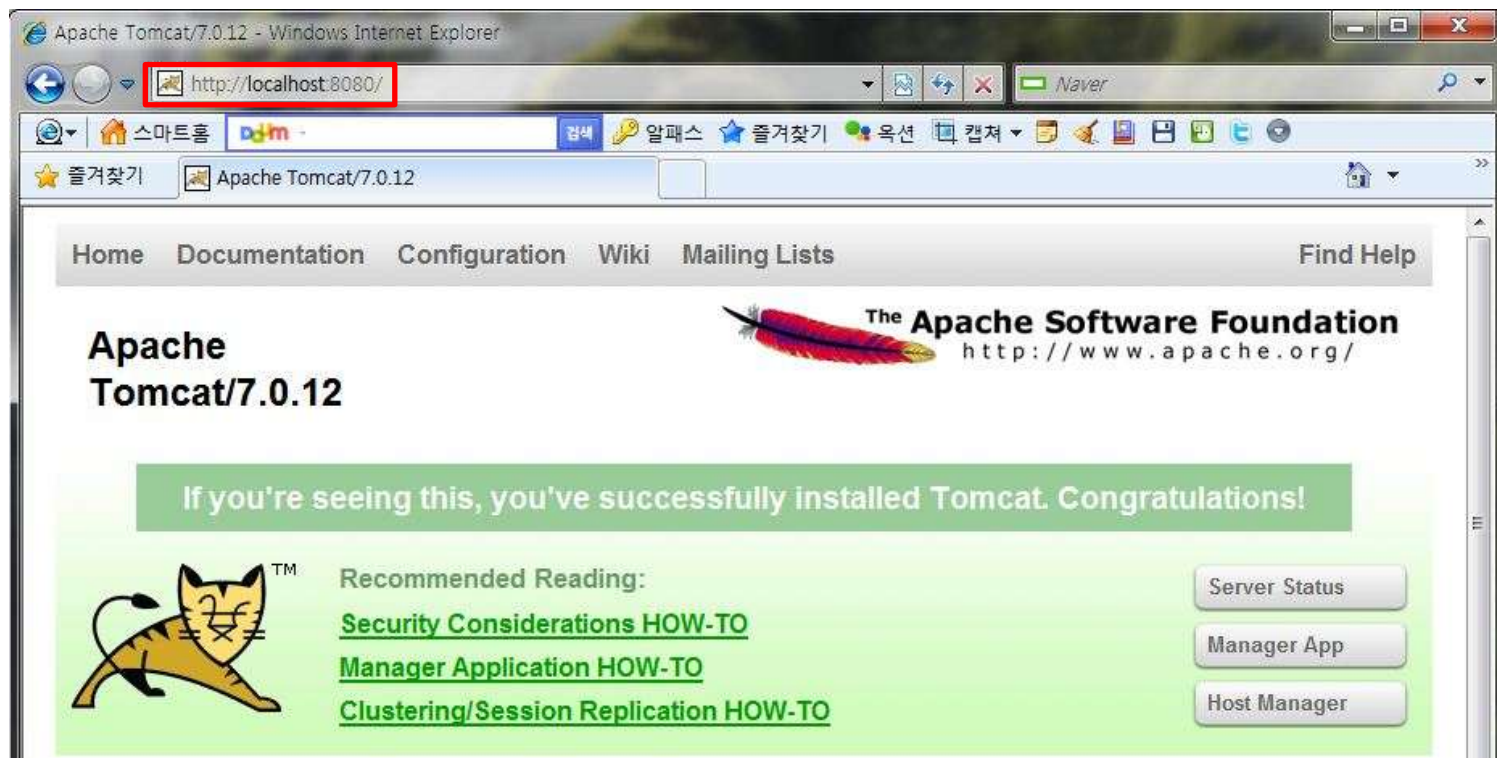 Apache Tomcat/7.0.12 - Windows Internet Explorer
http://localhost:8080/
Naver
스마트홈
검색
알패스
즐겨찾기
옥션
캡쳐
즐겨찾기
Apache Tomcat/7.0.12
Home Documentation Configuration Wiki Mailing Lists Find Help
Apache
Tomcat/7.0.12
The Apache Software Foundation
http://www.apache.org/
If you're seeing this, you've successfully installed Tomcat. Congratulations!
TM
Recommended Reading:
Security Considerations HOW-TO
Manager Application HOW-TO
Clustering/Session Replication HOW-TO
Server Status
Manager App
Host Manager